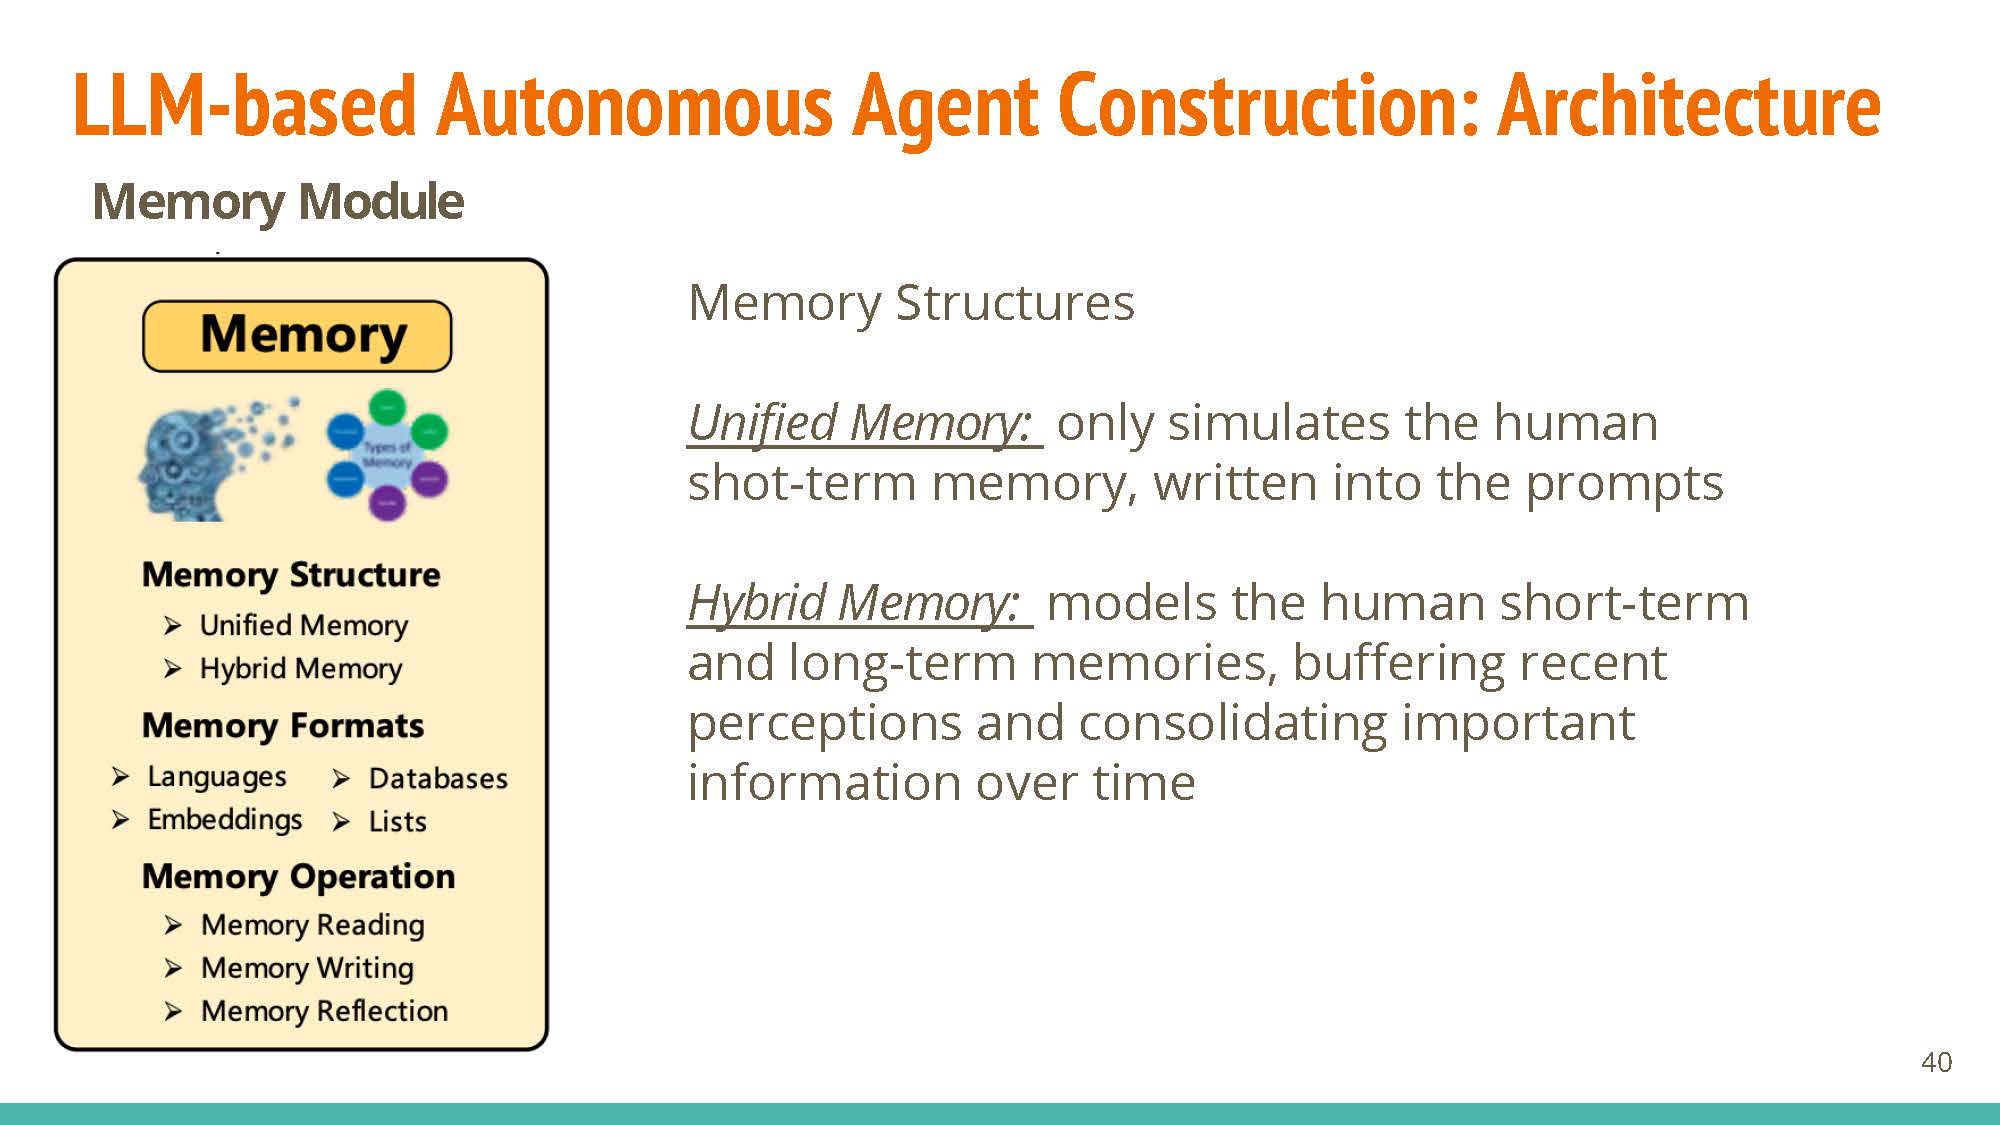 LLM-based Autonomous Agent Construction: Architecture
Memory Module
Memory
Types of
Memory
Memory Structure
➢ Unified Memory
➢ Hybrid Memory
Memory Formats
➢ Languages ➢ Databases
➢ Embeddings ➢ Lists
Memory Operation
➢ Memory Reading
➢ Memory Writing
➢ Memory Reflection
Memory Structures
Unified Memory: only simulates the human
shot-term memory, written into the prompts
Hybrid Memory: models the human short-term
and long-term memories, buffering recent
perceptions and consolidating important
information over time
40